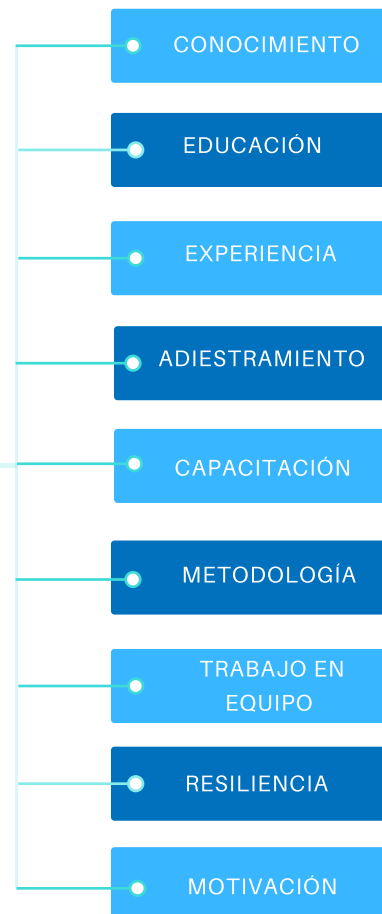 CONOCIMIENTO
EDUCACIÓN
EXPERIENCIA
ADIESTRAMIENTO
CAPACITACIÓN
METODOLOGÍA
TRABAJO EN
EQUIPO
RESILIENCIA
MOTIVACIÓN